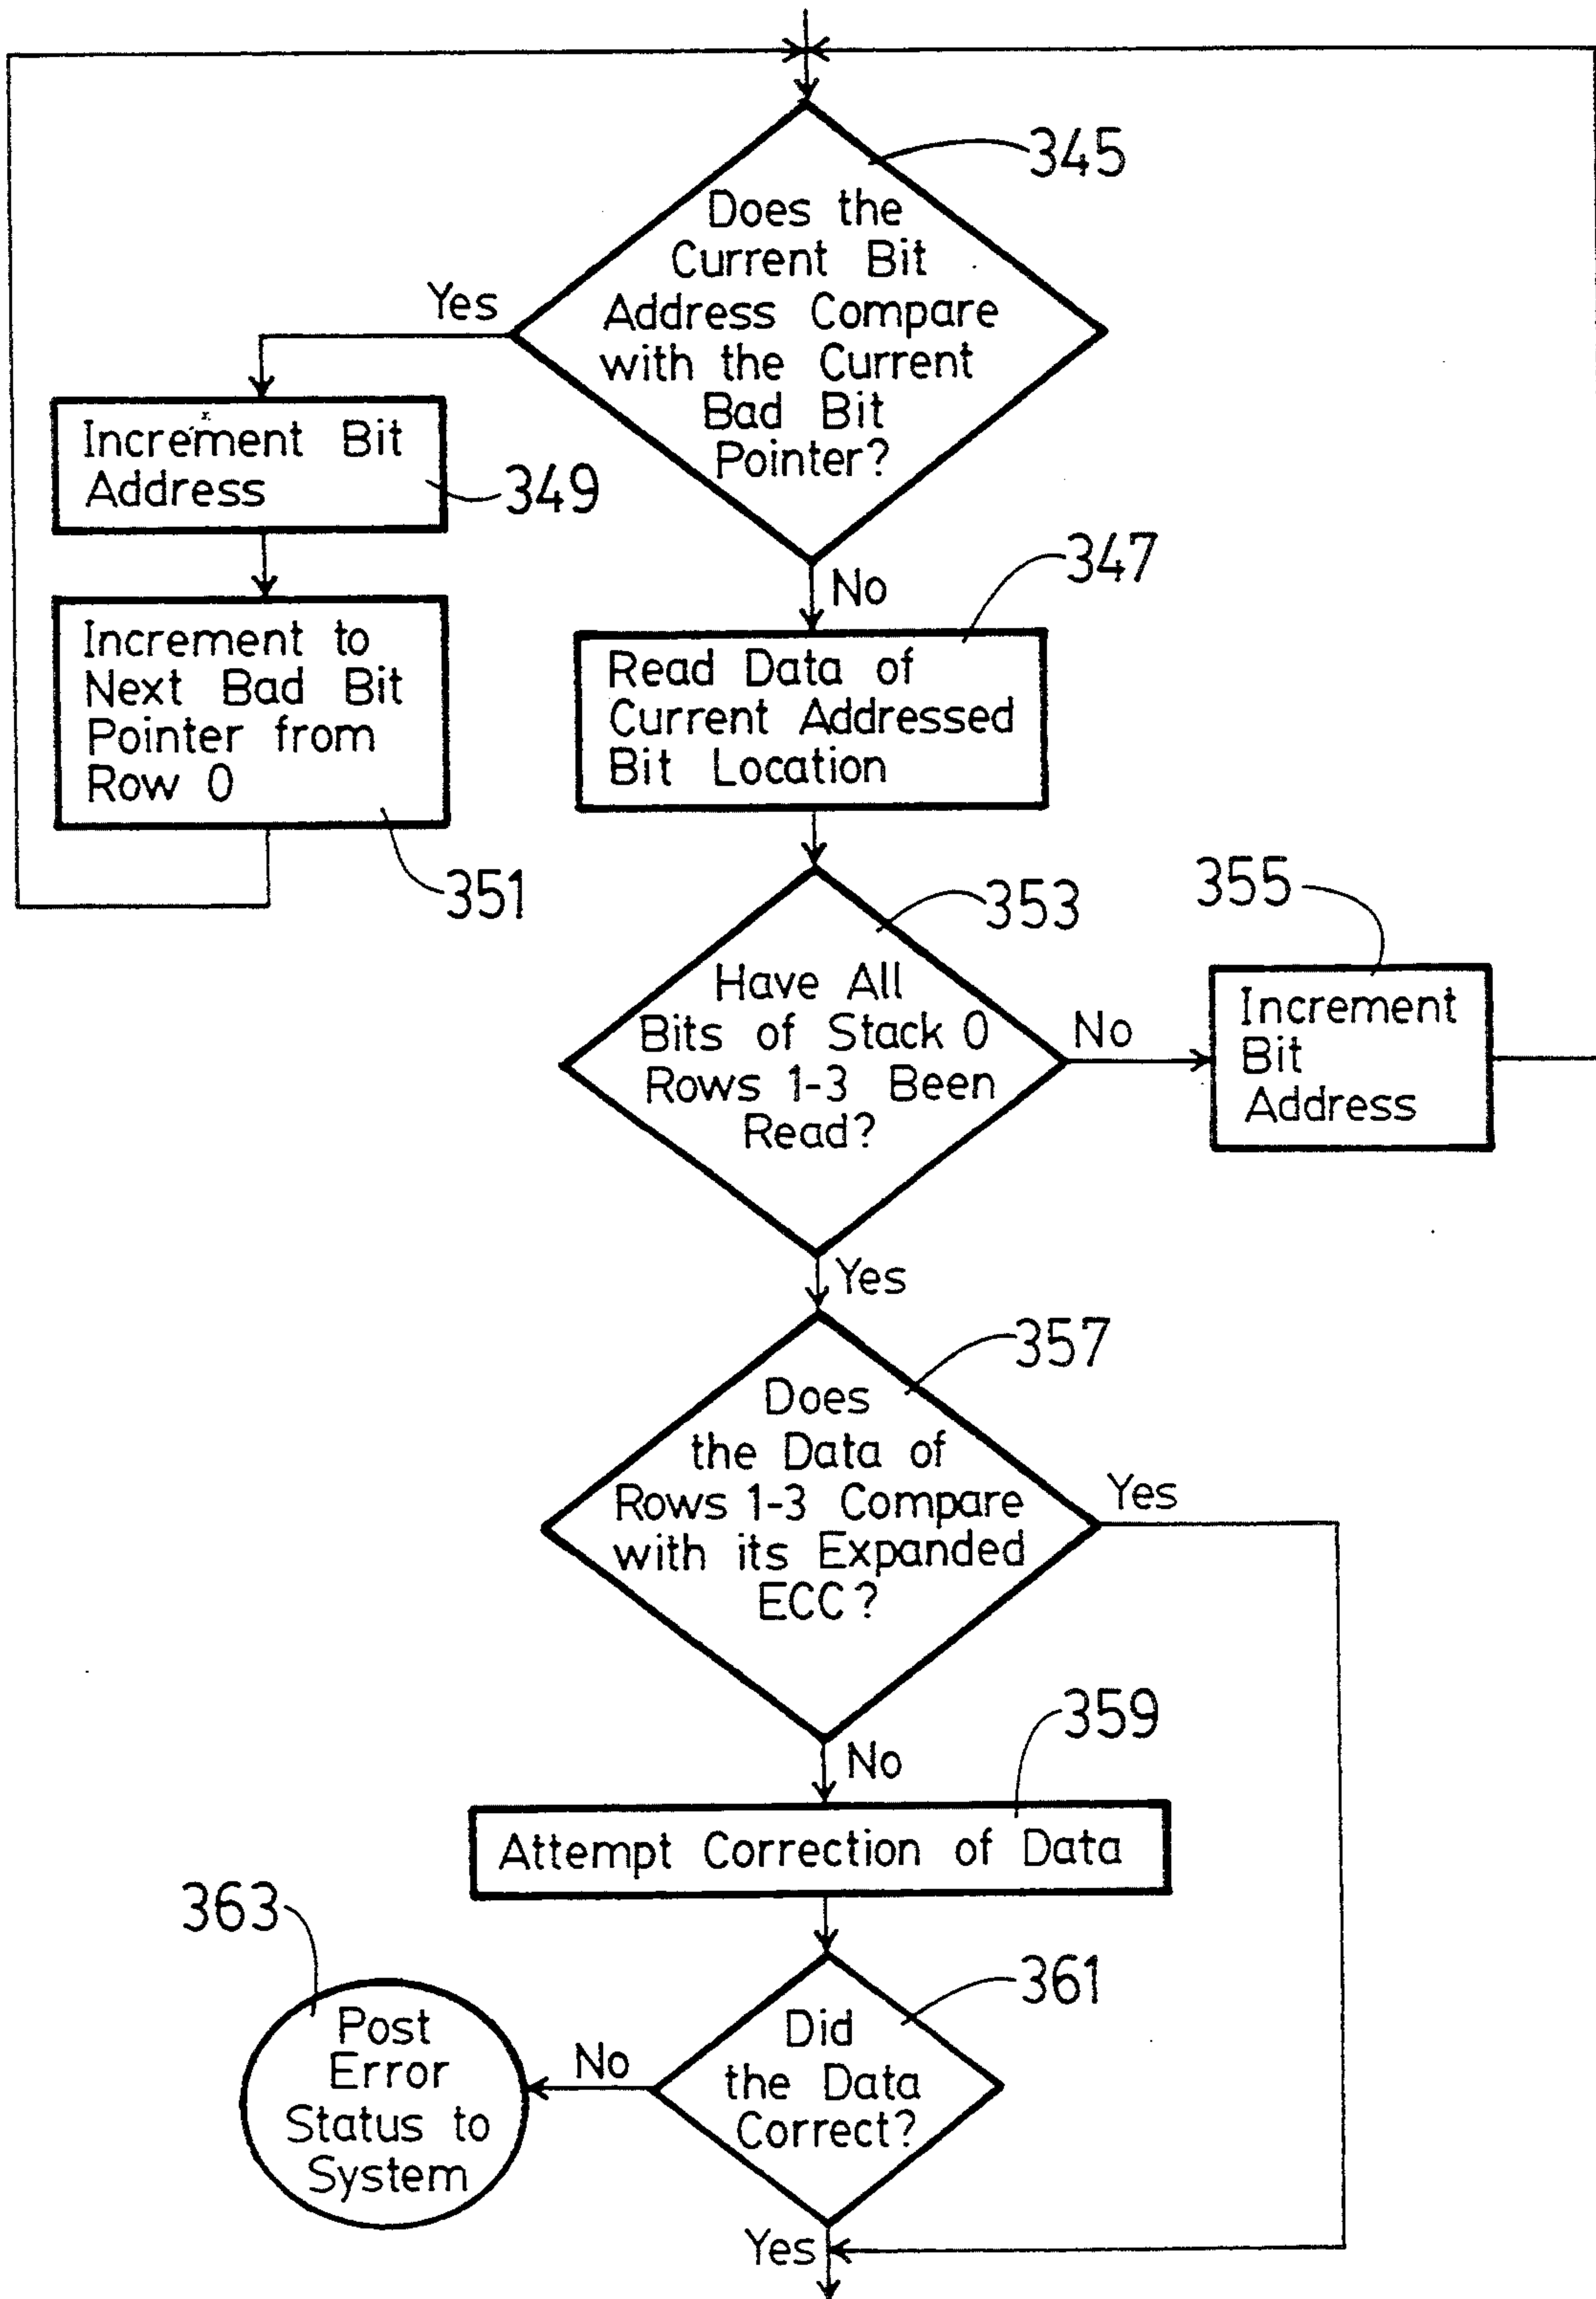 345
Does the
Current Bit
Address Compare
with the Current
Bad Bit
Pointer?
Yes
Increment Bit
Address
349
No
347
Increment to
Next Bad Bit
Pointer from
Row 0
351
Read Data of
Current Addressed
Bit Location
353
355
Have All
Bits of Stack 0
Rows 1-3 Been
Read?
No
Increment
Bit
Address
Yes
357
Does
the Data of
Rows 1-3 Compare
with its Expanded
ECC?
Yes
No
359
Attempt Correction of Data
363
361
Post
Error
Status to
System
No
Did
the Data
Correct?
Yes